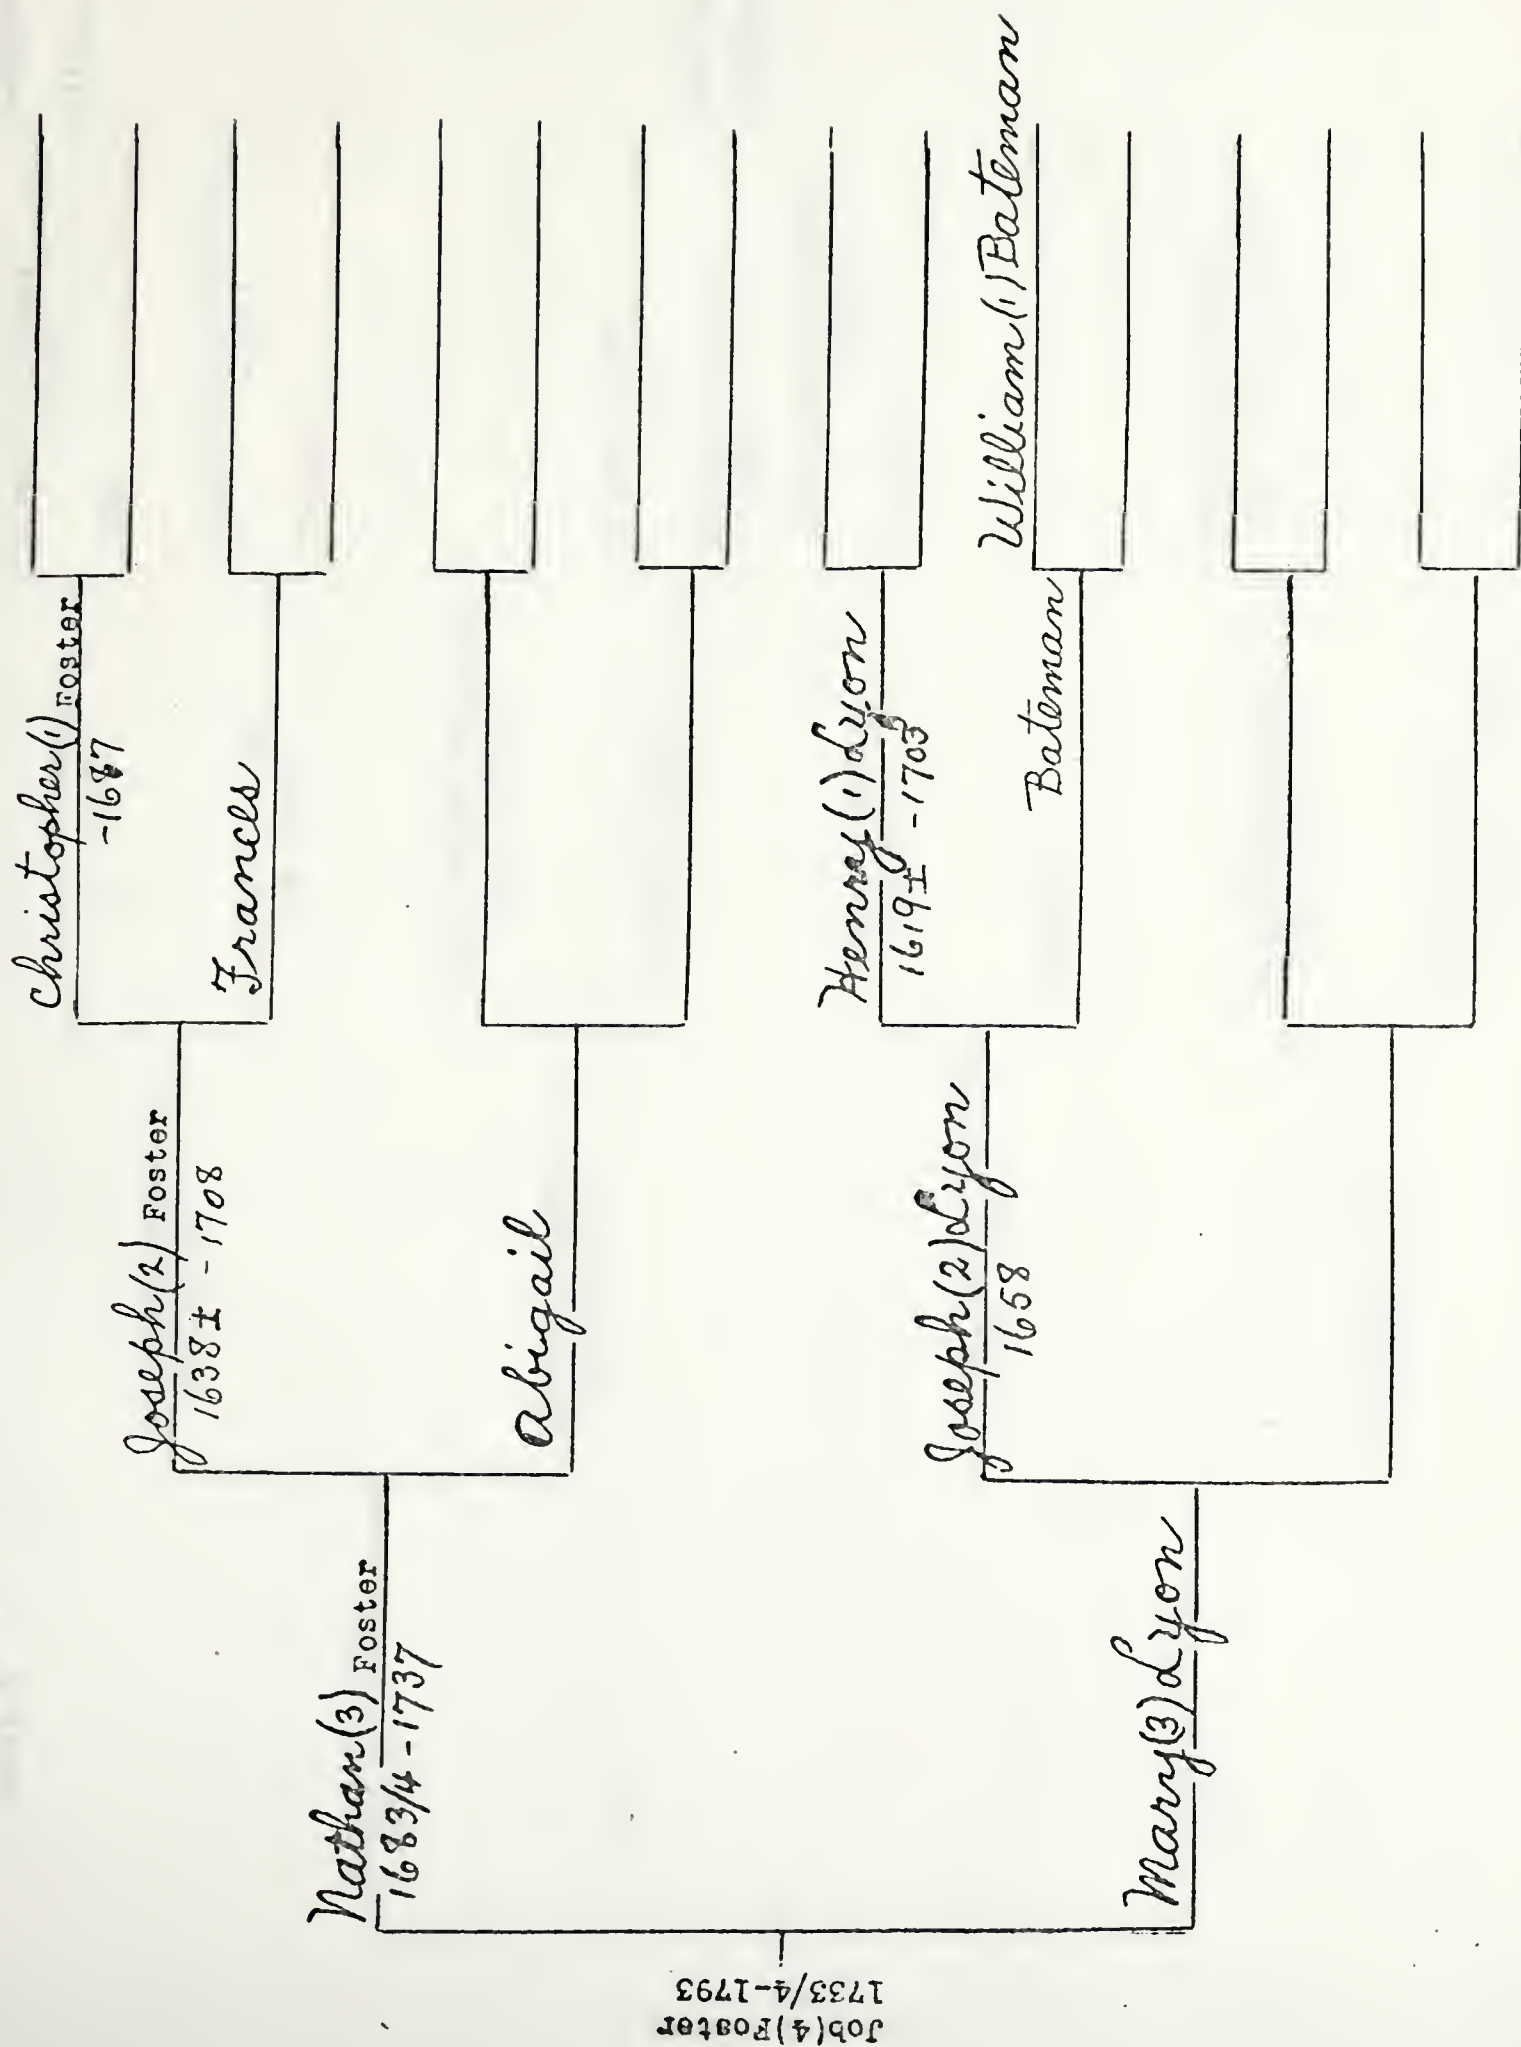 Christopher(1) Foster
-1687
Frances
Joseph(2) Foster
1638± - 1708
Abigail
Nathan(3) Foster
1683/4 - 1737
Job(4)Foster
1733/4-1793
Henry(1)Lyon
1619± -1703
William(1)Bateman
Bateman
Joseph(2)Lyon
1658
Mary(3)Lyon